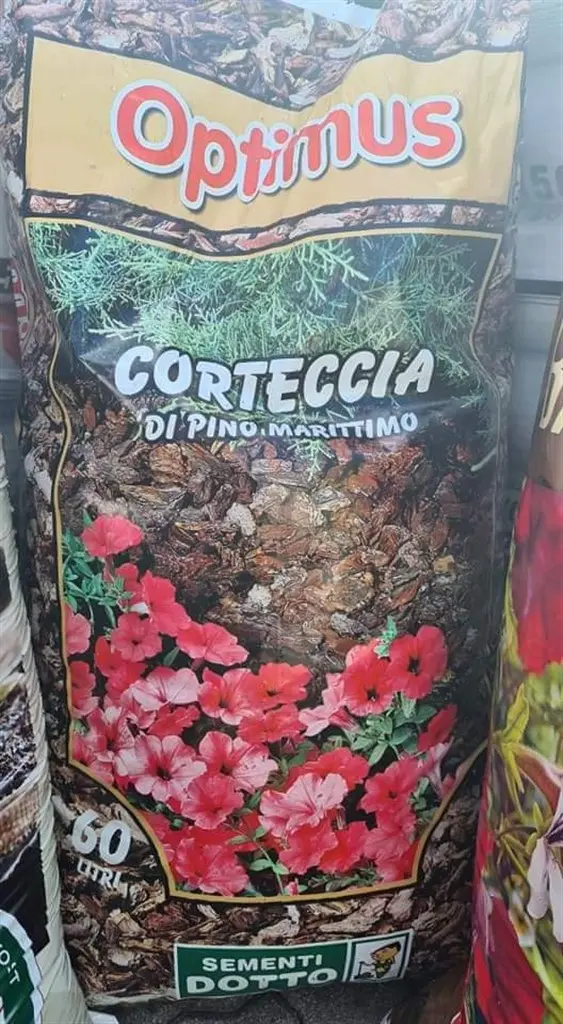 Optimus
CORTECCIA
DI PINO MARITTIMO
60
LITRI
SEMENTI
DOTTO